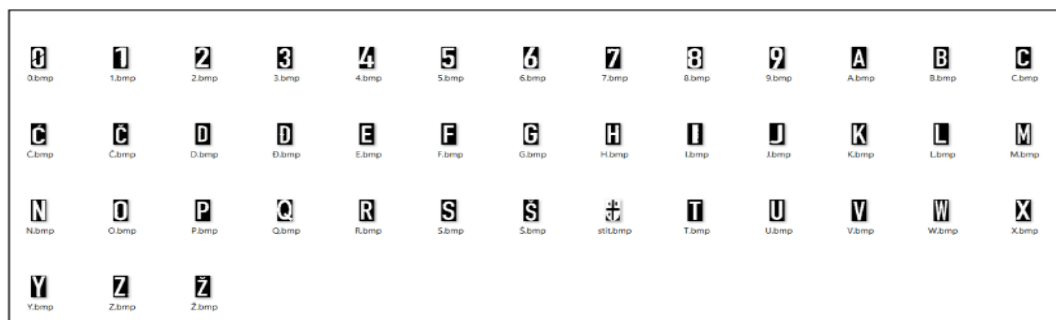 0 1 2 3 4 5 6 7 8 9 A B C
0.bmp 1.bmp 2.bmp 3.bmp 4.bmp 5.bmp 6.bmp 7.bmp 8.bmp 9.bmp A.bmp B.bmp C.bmp
Ć Č D Đ E F G H I J K L M
Ć.bmp Č.bmp D.bmp Đ.bmp E.bmp F.bmp G.bmp H.bmp I.bmp J.bmp K.bmp L.bmp M.bmp
N O P Q R S Š T U V W X
N.bmp O.bmp P.bmp Q.bmp R.bmp S.bmp Š.bmp stit.bmp T.bmp U.bmp V.bmp W.bmp X.bmp
Y Z Ž
Y.bmp Z.bmp Ž.bmp